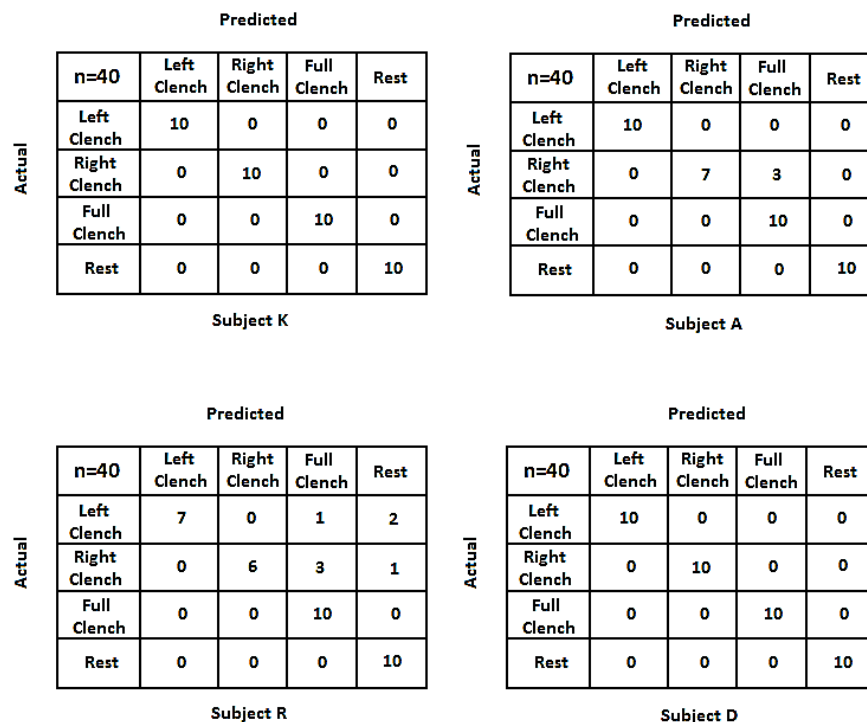 Predicted
n=40 Left Clench Right Clench Full Clench Rest
Left Clench 10 0 0 0
Actual
Right Clench 0 10 0 0
Full Clench 0 0 10 0
Rest 0 0 0 10
Subject K
Predicted
n=40 Left Clench Right Clench Full Clench Rest
Left Clench 10 0 0 0
Actual
Right Clench 0 7 3 0
Full Clench 0 0 10 0
Rest 0 0 0 10
Subject A
Predicted
n=40 Left Clench Right Clench Full Clench Rest
Left Clench 7 0 1 2
Actual
Right Clench 0 6 3 1
Full Clench 0 0 10 0
Rest 0 0 0 10
Subject R
Predicted
n=40 Left Clench Right Clench Full Clench Rest
Left Clench 10 0 0 0
Actual
Right Clench 0 10 0 0
Full Clench 0 0 10 0
Rest 0 0 0 10
Subject D